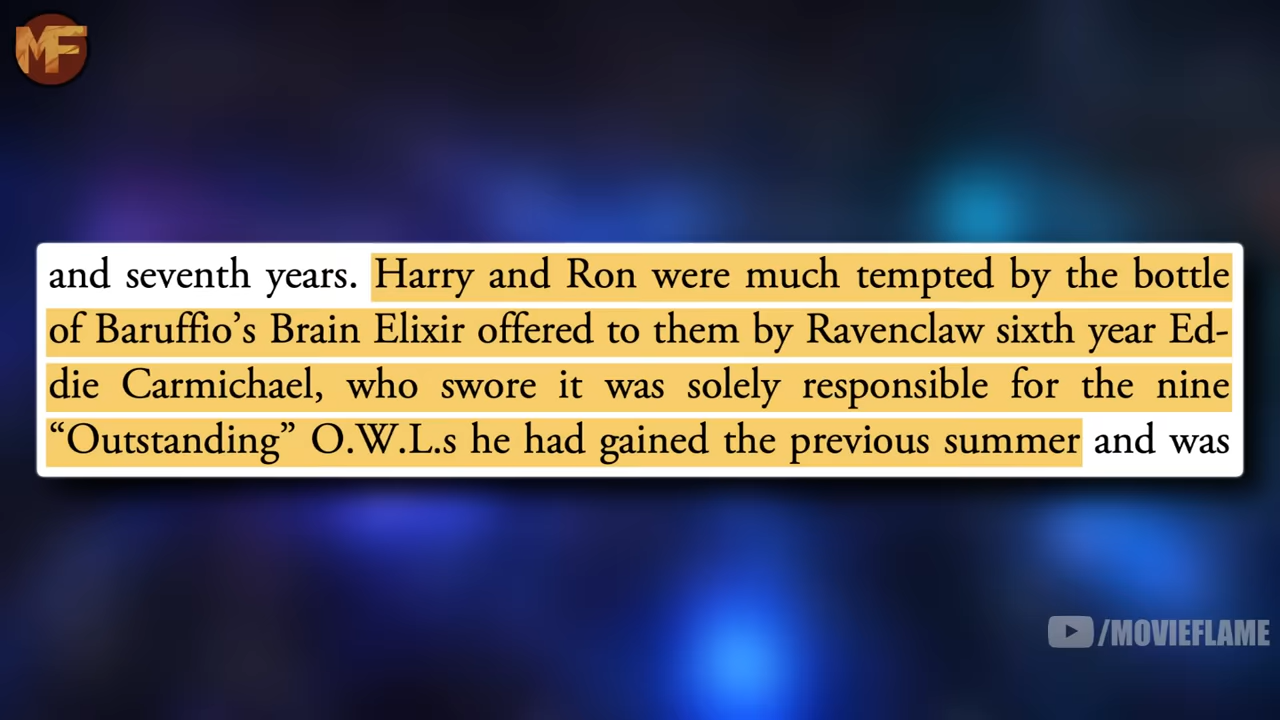 MF
and seventh years. Harry and Ron were much tempted by the bottle
of Baruffio’s Brain Elixir offered to them by Ravenclaw sixth year Ed-
die Carmichael, who swore it was solely responsible for the nine
“Outstanding” O.W.L.s he had gained the previous summer and was
/MOVIEFLAME